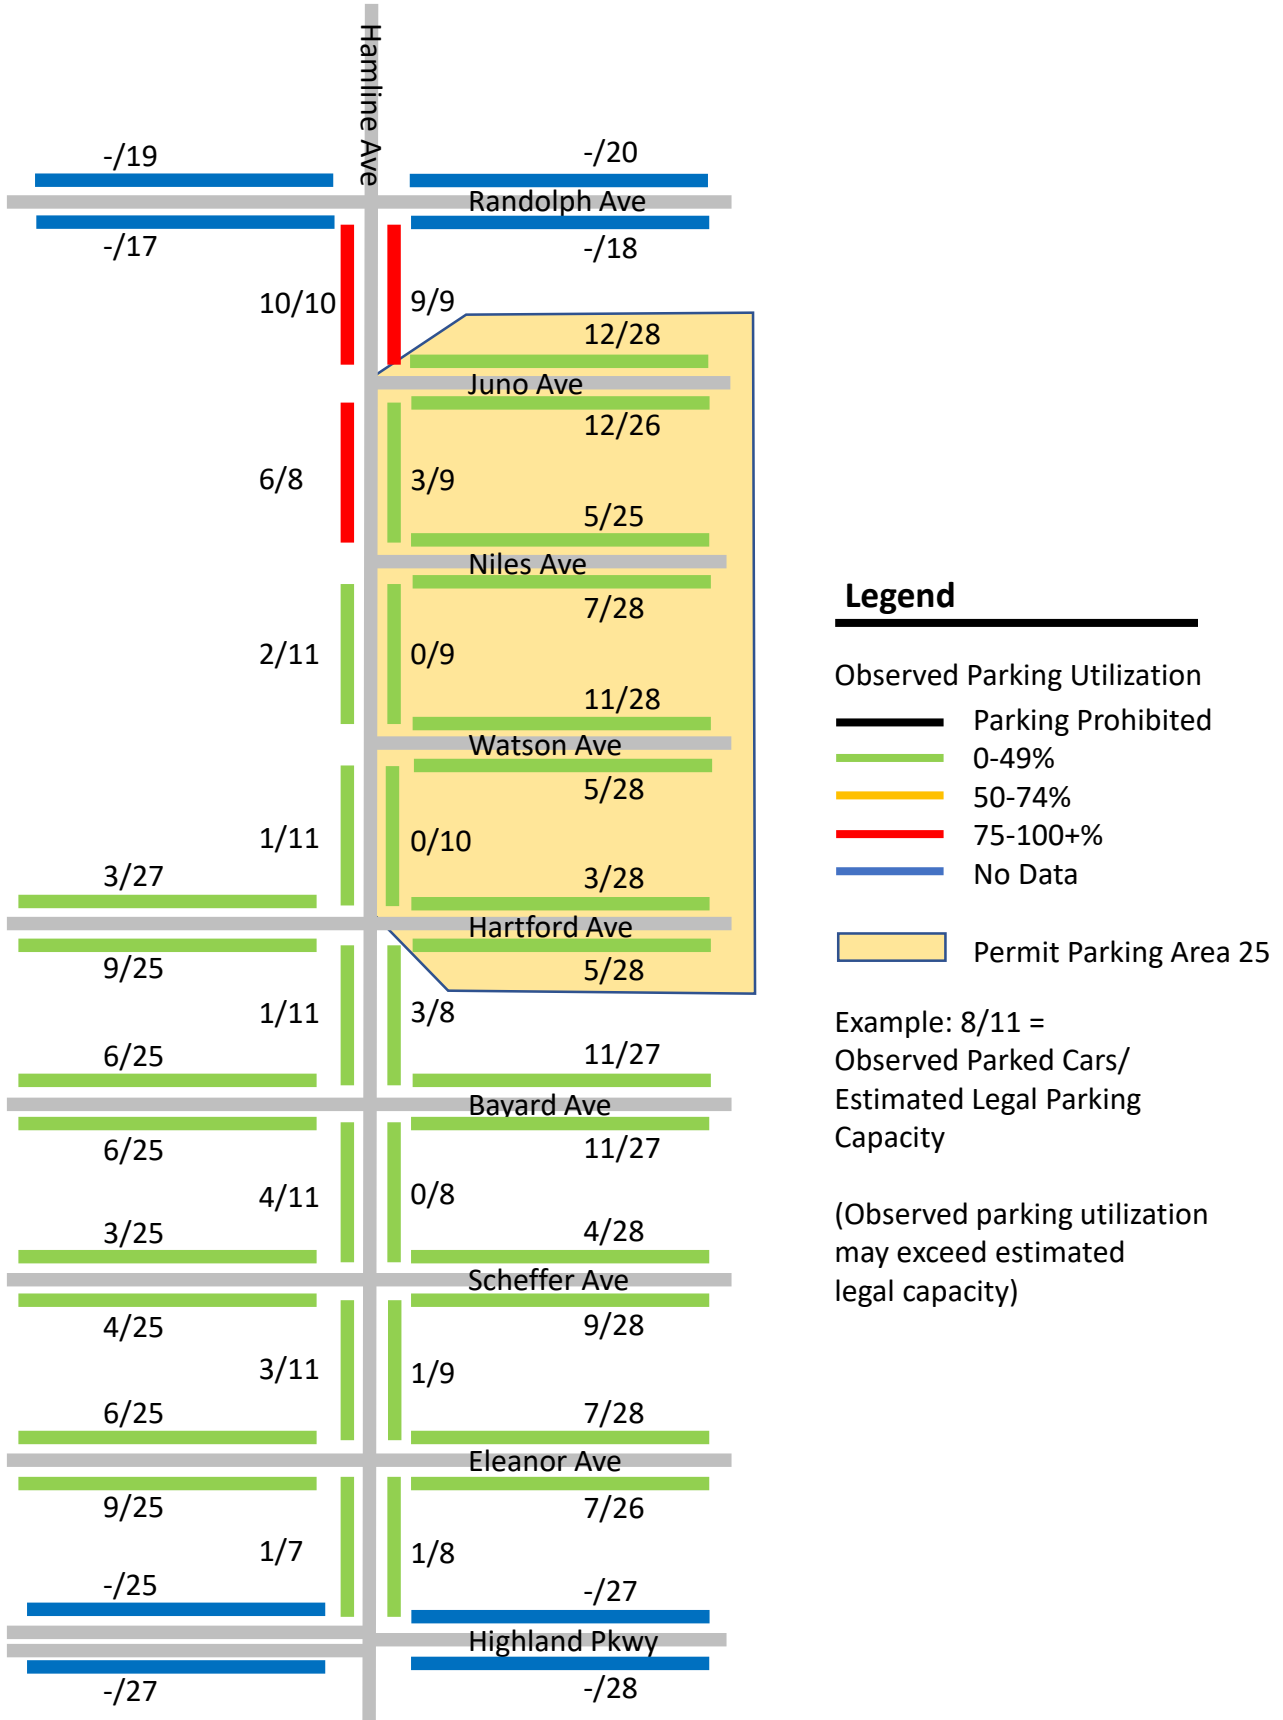 Hamline Ave
-/19
-/20
Randolph Ave
-/17
-/18
10/10
9/9
12/28
Juno Ave
12/26
6/8
3/9
5/25
Niles Ave
7/28
2/11
0/9
11/28
Watson Ave
5/28
1/11
0/10
3/27
3/28
Hartford Ave
9/25
5/28
1/11
3/8
6/25
11/27
Bayard Ave
6/25
11/27
4/11
0/8
3/25
4/28
Scheffer Ave
4/25
9/28
3/11
1/9
6/25
7/28
Eleanor Ave
9/25
7/26
1/7
1/8
-/25
-/27
Highland Pkwy
-/27
-/28
Legend
Observed Parking Utilization
Parking Prohibited
0-49%
50-74%
75-100+%
No Data
Permit Parking Area 25
Example: 8/11 =
Observed Parked Cars/
Estimated Legal Parking
Capacity
(Observed parking utilization
may exceed estimated
legal capacity)